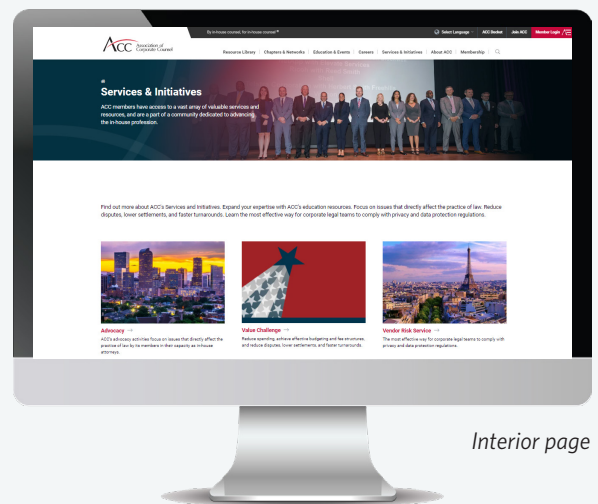 By in-house counsel, for in-house counsel.®
Select Language
ACC Docket
Join ACC
Member Login
ACC Association of
Corporate Counsel
Resource Library | Chapters & Networks | Education & Events | Careers | Services & Initiatives | About ACC | Membership
Services & Initiatives
ACC members have access to a vast array of valuable services and
resources, and are a part of a community dedicated to advancing
the in-house profession.
Find out more about ACC's Services and Initiatives. Expand your expertise with ACC's education resources. Focus on issues that directly affect the practice of law. Reduce
disputes, lower settlements, and faster turnarounds. Learn the most effective way for corporate legal teams to comply with privacy and data protection regulations.
Advocacy →
ACC's advocacy activities focus on issues that directly affect the
practice of law by its members in their capacity as in-house
attorneys.
Value Challenge →
Reduce spending, achieve effective budgeting and fee structures,
and reduce disputes, lower settlements, and faster turnarounds.
Vendor Risk Service →
The most effective way for corporate legal teams to comply with
privacy and data protection regulations.
Interior page